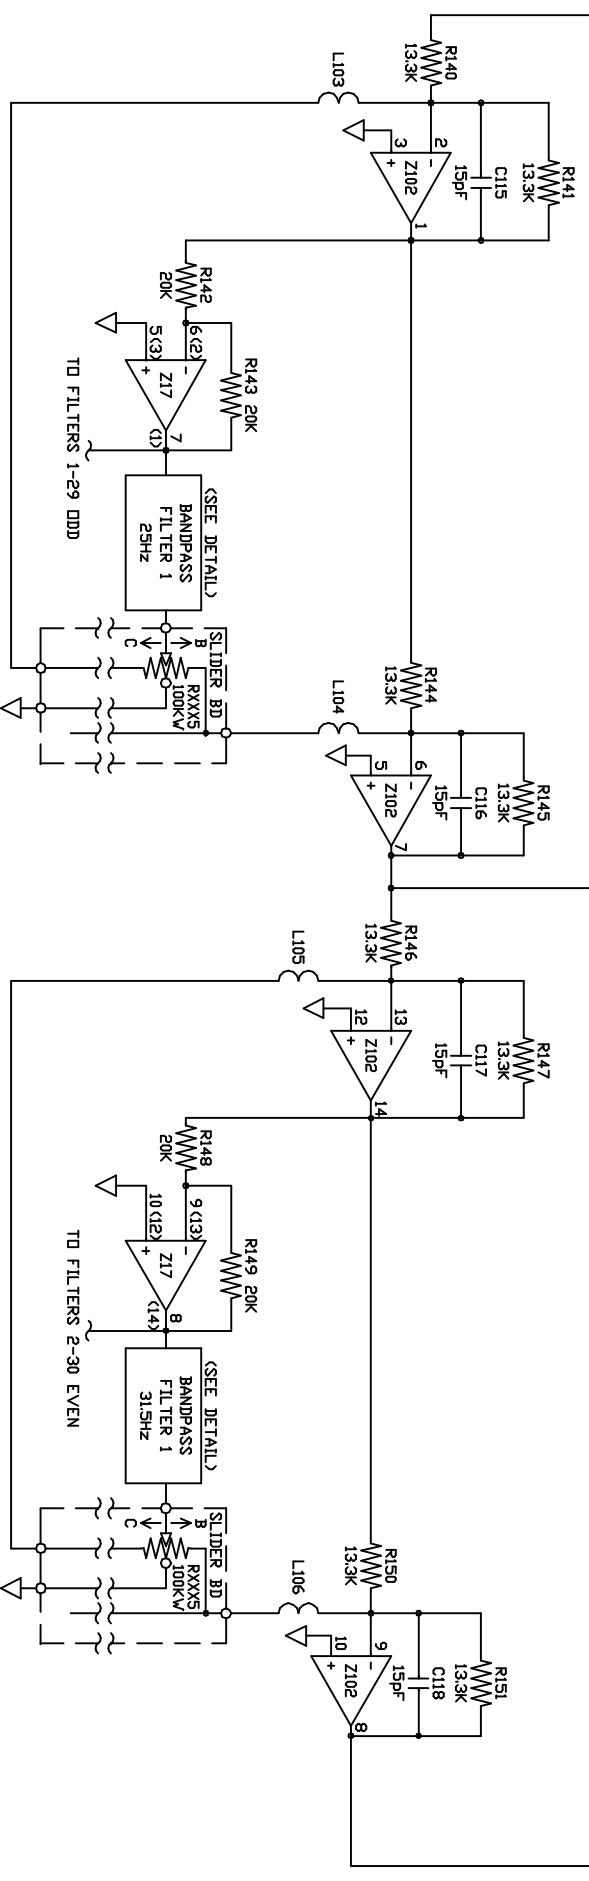 R140
13.3K
L103
2
3
Z102
1
C115
15pF
R141
13.3K
R142
20K
6(2)
5(3)
Z17
7
(1)
R143 20K
TO FILTERS 1-29 ODD
(SEE DETAIL)
BANDPASS
FILTER 1
25Hz
SLIDER BD
B
C
RXXX5
100KW
R144
13.3K
L104
6
5
Z102
7
C116
15pF
R145
13.3K
R146
13.3K
L105
13
12
Z102
14
C117
15pF
R147
13.3K
R148
20K
9(13)
10(12)
Z17
8
(14)
R149 20K
TO FILTERS 2-30 EVEN
(SEE DETAIL)
BANDPASS
FILTER 1
31.5Hz
SLIDER BD
B
C
RXXX5
100KW
R150
13.3K
L106
9
10
Z102
8
C118
15pF
R151
13.3K